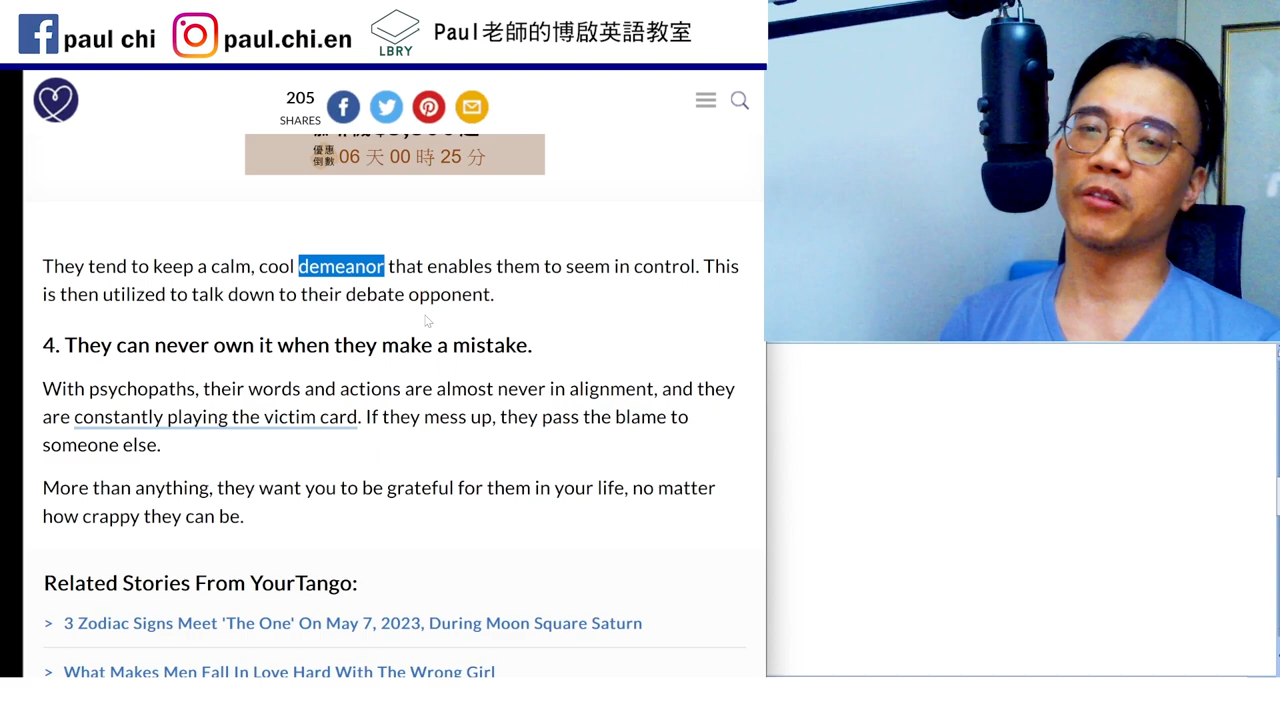 paul chi
paul.chi.en
LBRY
Paul老師的博啟英語教室
205
SHARES
優惠
倒數 06 天 00 時 25 分
They tend to keep a calm, cool demeanor that enables them to seem in control. This
is then utilized to talk down to their debate opponent.
4. They can never own it when they make a mistake.
With psychopaths, their words and actions are almost never in alignment, and they
are constantly playing the victim card. If they mess up, they pass the blame to
someone else.
More than anything, they want you to be grateful for them in your life, no matter
how crappy they can be.
Related Stories From YourTango:
> 3 Zodiac Signs Meet 'The One' On May 7, 2023, During Moon Square Saturn
> What Makes Men Fall In Love Hard With The Wrong Girl